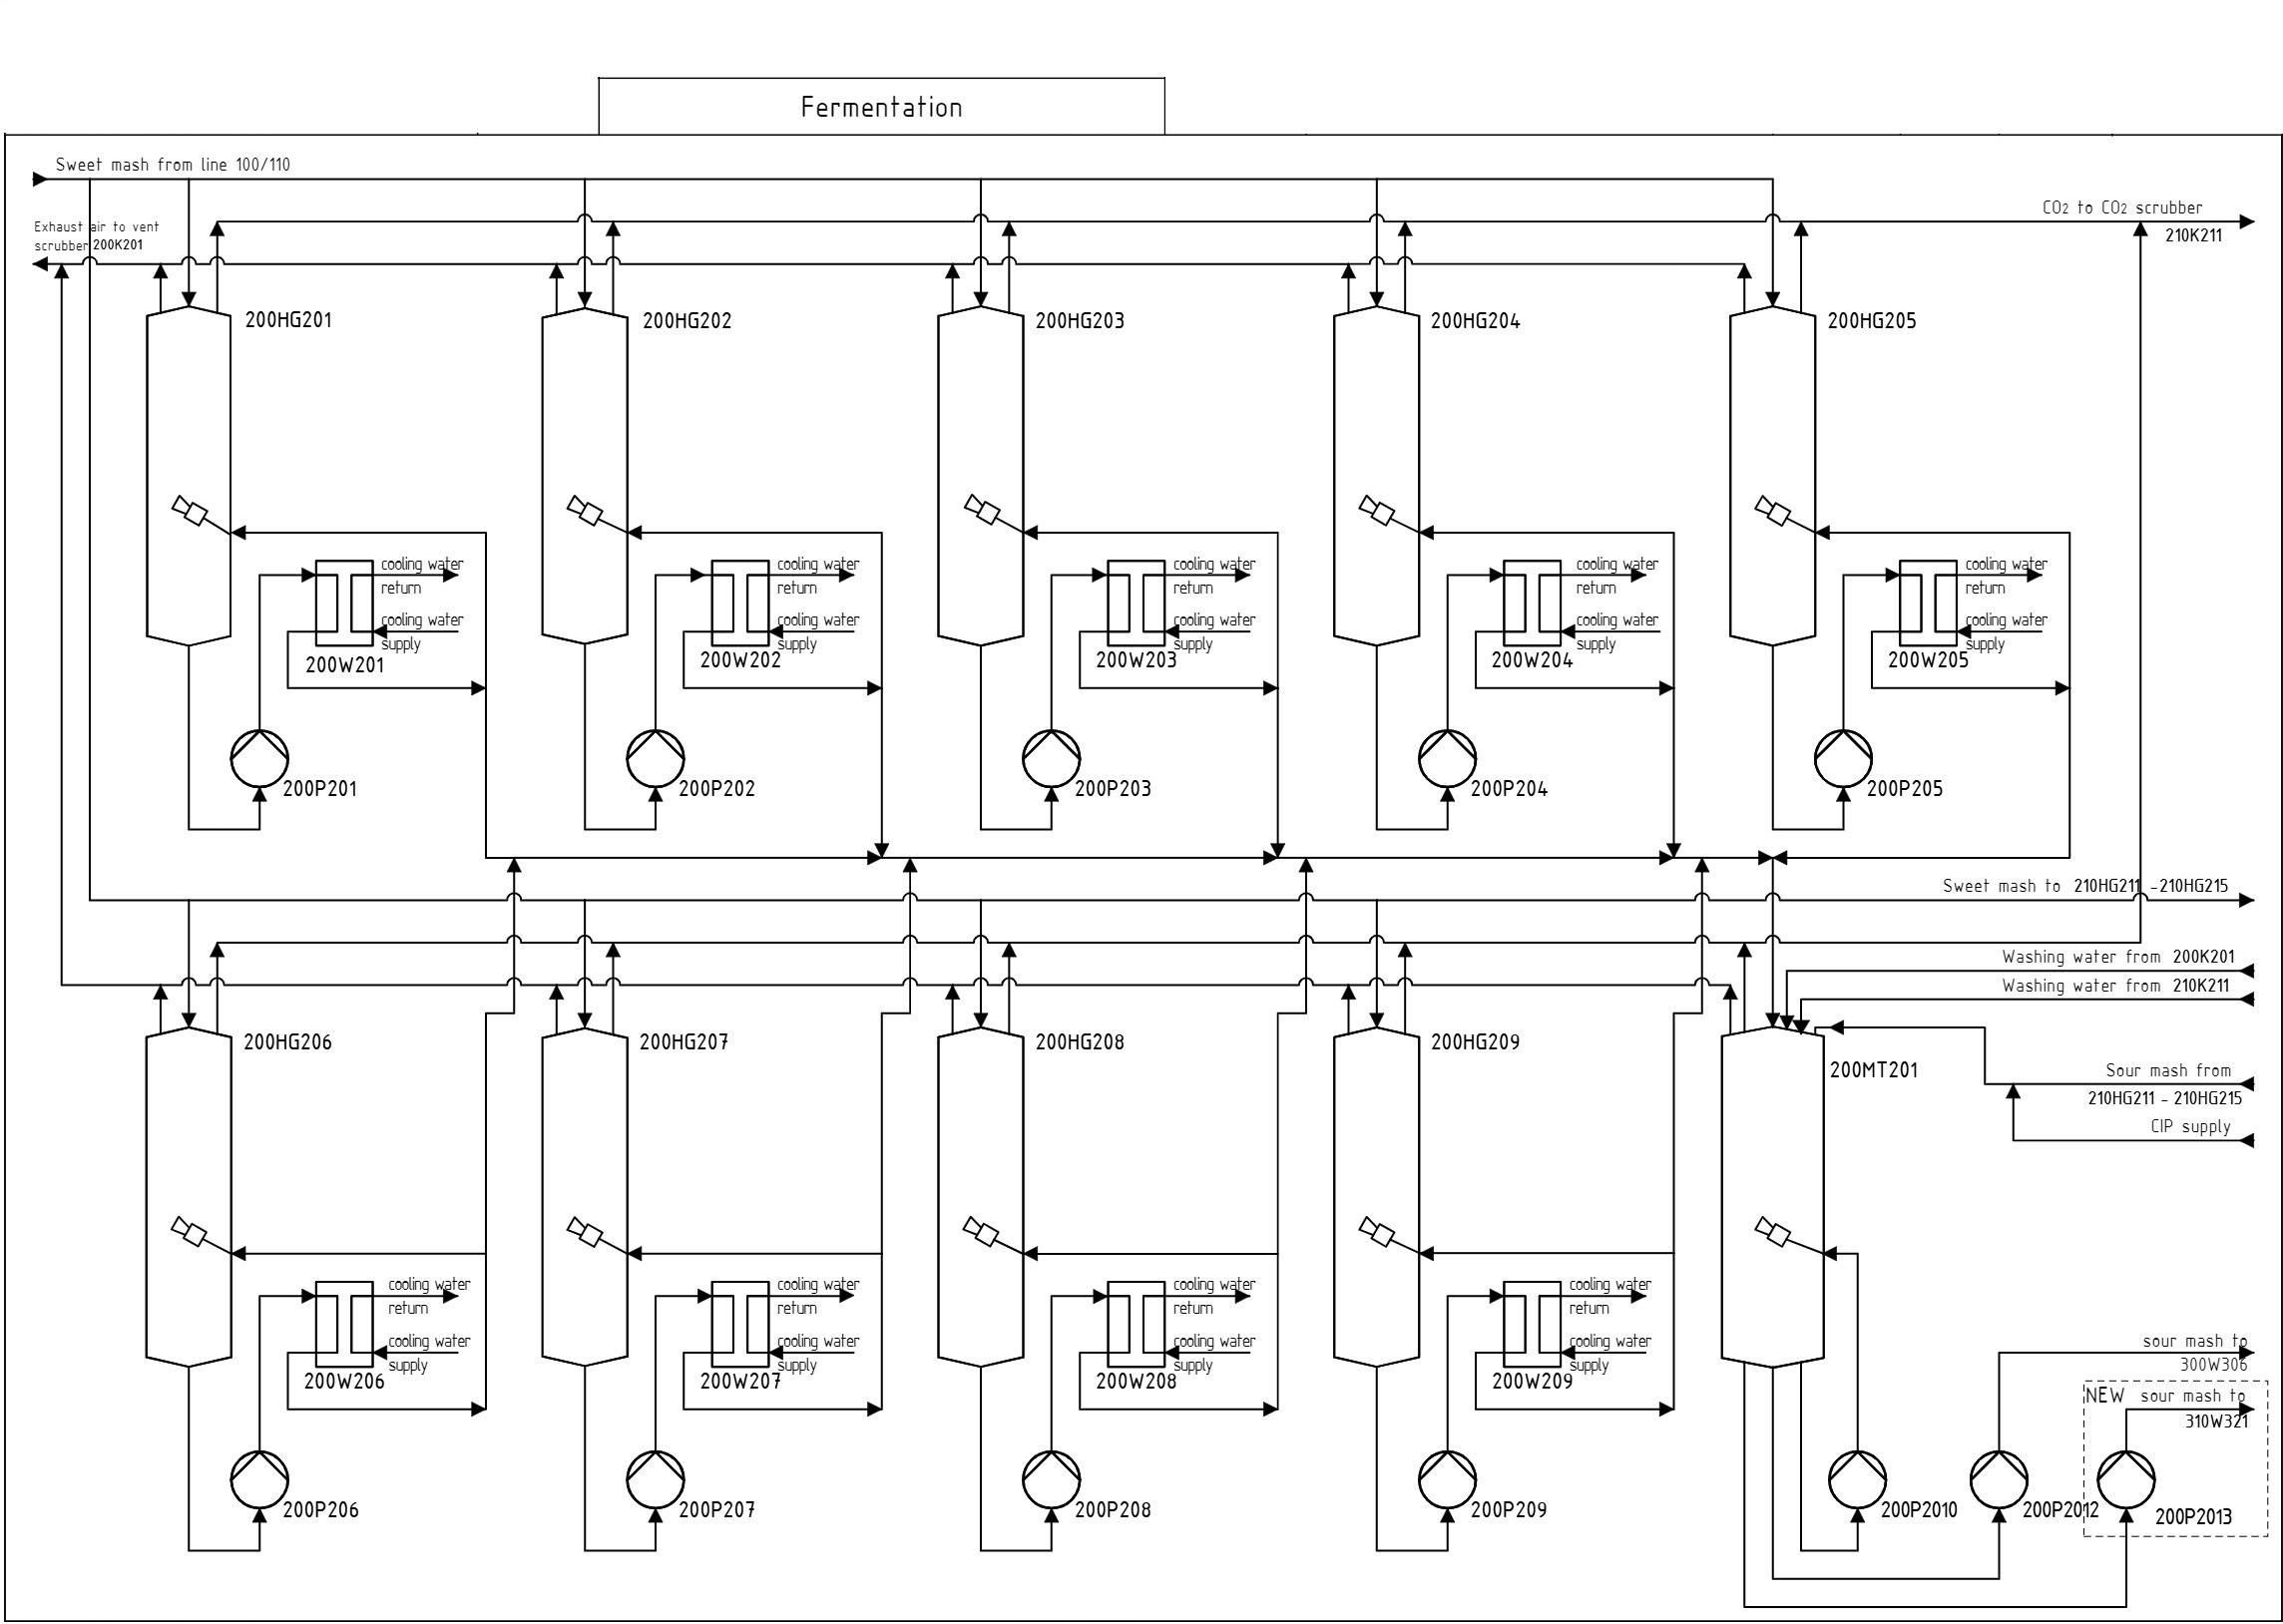 Fermentation
Sweet mash from line 100/110
CO2 to CO2 scrubber
210K211
Exhaust air to vent
scrubber 200K201
200HG201
200HG202
200HG203
200HG204
200HG205
cooling water
return
cooling water
supply
200W201
cooling water
return
cooling water
supply
200W202
cooling water
return
cooling water
supply
200W203
cooling water
return
cooling water
supply
200W204
cooling water
return
cooling water
supply
200W205
200P201
200P202
200P203
200P204
200P205
Sweet mash to 210HG211 -210HG215
Washing water from 200K201
Washing water from 210K211
200HG206
200HG207
200HG208
200HG209
200MT201
Sour mash from
210HG211 - 210HG215
CIP supply
cooling water
return
cooling water
supply
200W206
cooling water
return
cooling water
supply
200W207
cooling water
return
cooling water
supply
200W208
cooling water
return
cooling water
supply
200W209
sour mash to
300W306
NEW sour mash to
310W321
200P206
200P207
200P208
200P209
200P2010
200P2012
200P2013